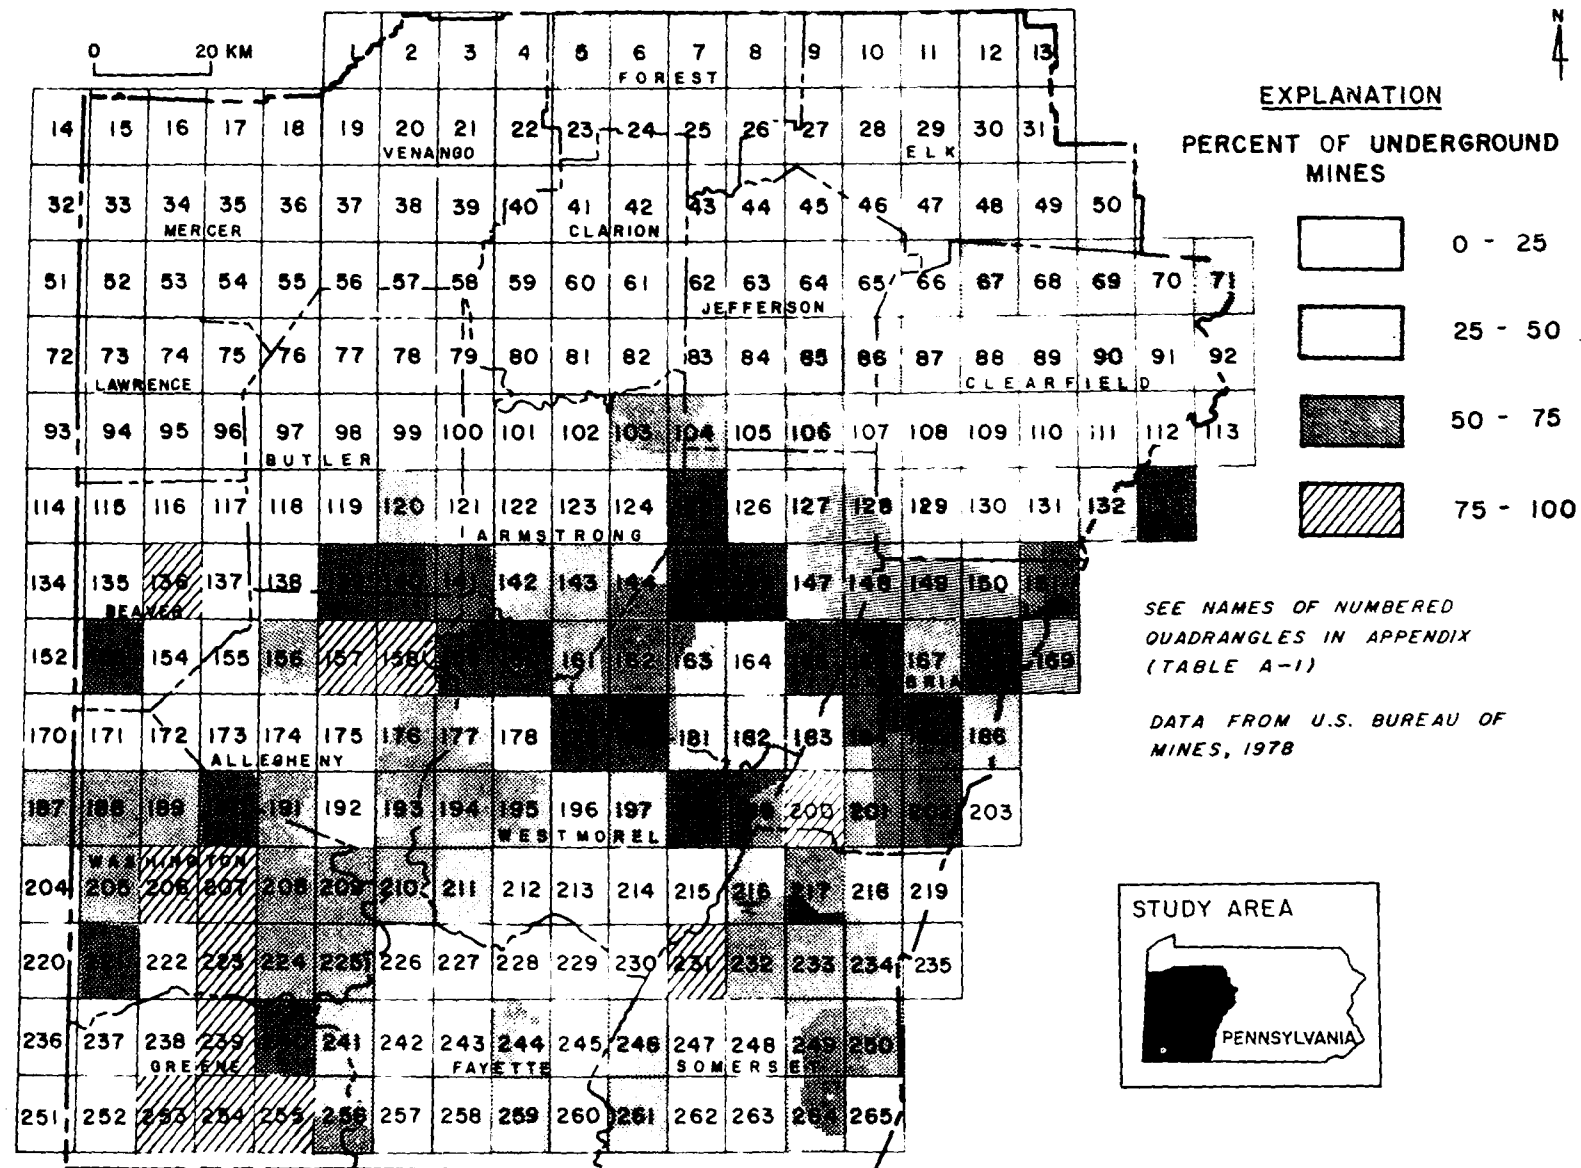 N
0 20 KM
1 2 3 4 5 6 7 8 9 10 11 12 13
FOREST
EXPLANATION
14 15 16 17 18 19 20 21 22 23 24 25 26 27 28 29 30 31
VENANGO ELK
PERCENT OF UNDERGROUND
MINES
32 33 34 35 36 37 38 39 40 41 42 43 44 45 46 47 48 49 50
MERCER CLARION
0 - 25
51 52 53 54 55 56 57 58 59 60 61 62 63 64 65 66 67 68 69 70 71
JEFFERSON
25 - 50
72 73 74 75 76 77 78 79 80 81 82 83 84 85 86 87 88 89 90 91 92
LAWRENCE CLEARFIELD
50 - 75
93 94 95 96 97 98 99 100 101 102 103 104 105 106 107 108 109 110 111 112 113
BUTLER
75 - 100
114 115 116 117 118 119 120 121 122 123 124 126 127 128 129 130 131 132
ARMSTRONG
134 135 136 137 138 141 142 143 144 147 148 149 150 151
BEAVER
SEE NAMES OF NUMBERED
QUADRANGLES IN APPENDIX
(TABLE A-1)
152 154 155 156 157 158 161 162 163 164 167 169
BRIA
170 171 172 173 174 175 176 177 178 181 182 183 186
ALLEGHENY
DATA FROM U.S. BUREAU OF
MINES, 1978
187 188 189 191 192 193 194 195 196 197 200 201 202 203
WESTMOREL
WASHINGTON
204 205 206 207 208 209 210 211 212 213 214 215 216 217 218 219
220 222 223 224 225 226 227 228 229 230 231 232 233 234 235
236 237 238 239 241 242 243 244 245 246 247 248 249 250
GREENE FAYETTE SOMERSET
251 252 253 254 255 256 257 258 259 260 261 262 263 264 265
STUDY AREA
PENNSYLVANIA